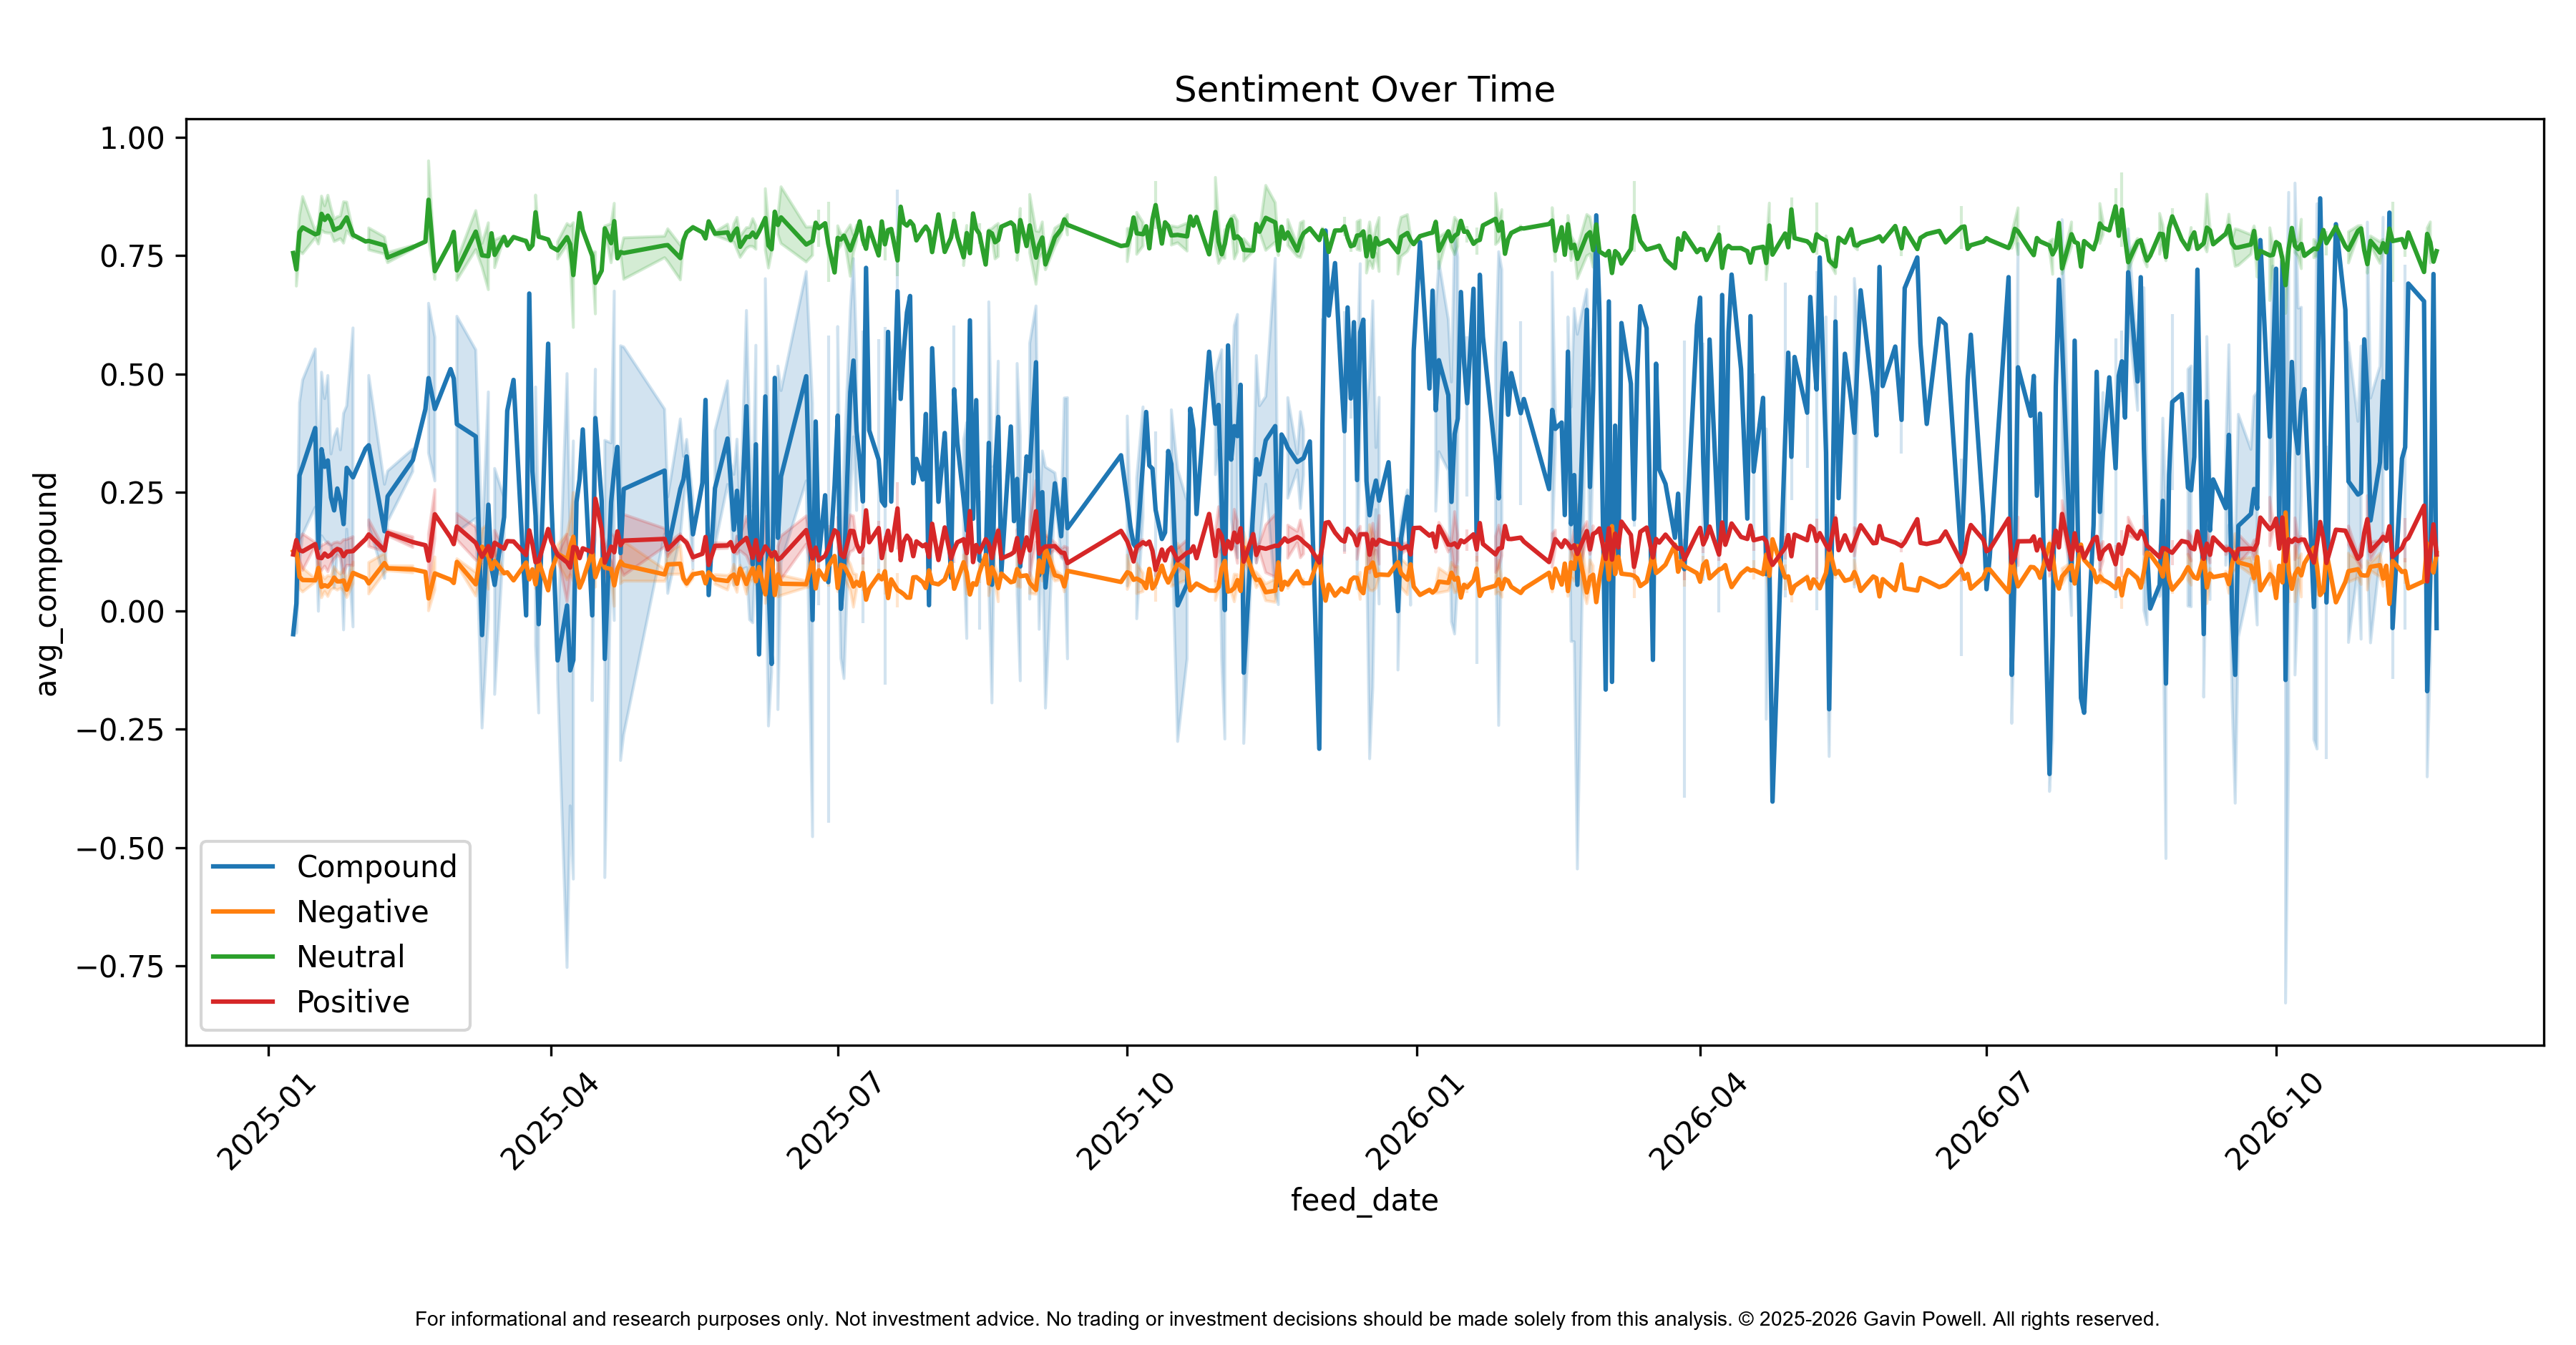 Sentiment Over Time
1.00
0.75
0.50
0.25
0.00
−0.25
−0.50
−0.75
avg_compound
Compound
Negative
Neutral
Positive
2025-01
2025-04
2025-07
2025-10
2026-01
2026-04
2026-07
2026-10
feed_date
For informational and research purposes only. Not investment advice. No trading or investment decisions should be made solely from this analysis. © 2025-2026 Gavin Powell. All rights reserved.